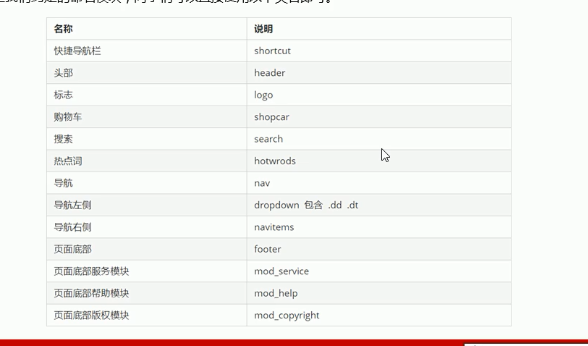 名称 说明
快捷导航栏 shortcut
头部 header
标志 logo
购物车 shopcar
搜索 search
热点词 hotwrods
导航 nav
导航左侧 dropdown 包含 .dd .dt
导航右侧 navitems
页面底部 footer
页面底部服务模块 mod_service
页面底部帮助模块 mod_help
页面底部版权模块 mod_copyright